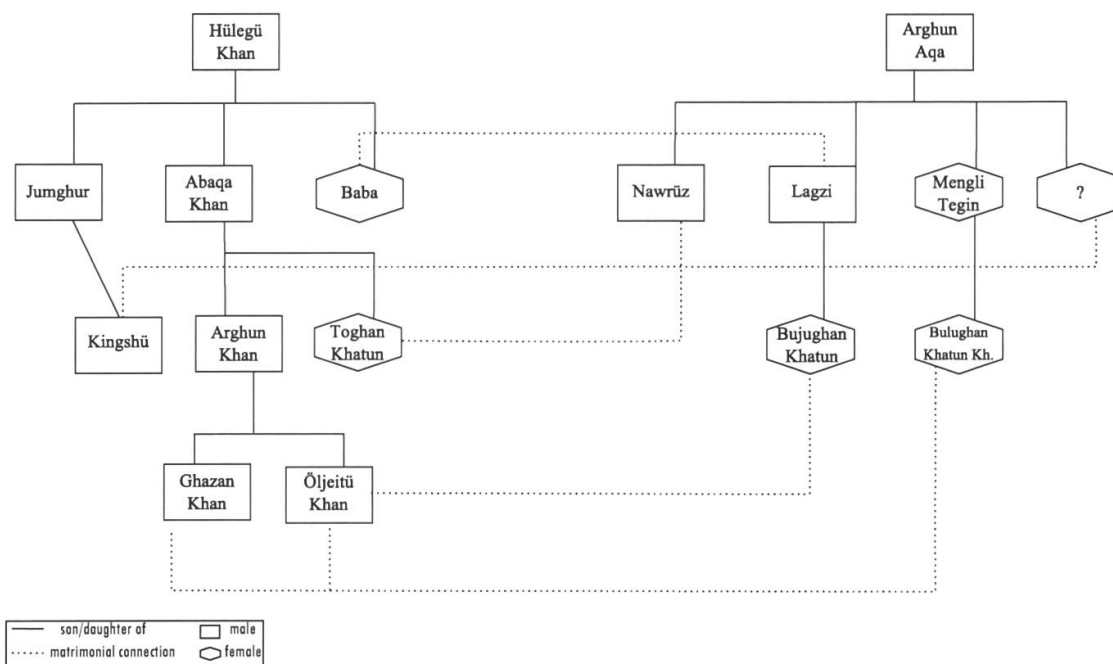 Hülegü
Khan
Arghun
Aqa
Jumghur
Abaqa
Khan
Baba
Nawrūz
Lagzi
Mengli
Tegin
?
Kingshü
Arghun
Khan
Toghan
Khatun
Bujughan
Khatun
Bulughan
Khatun Kh.
Ghazan
Khan
Öljeitü
Khan
son/daughter of
male
matrimonial connection
female